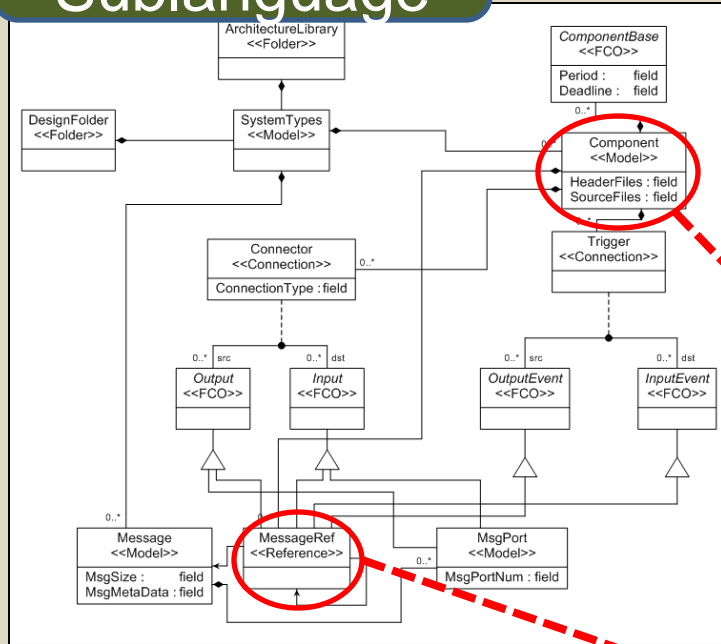 Sublanguage
ArchitectureLibrary
<<Folder>>
ComponentBase
<<FCO>>
Period : field
Deadline : field
0..*
DesignFolder
<<Folder>>
SystemTypes
<<Model>>
0..*
Component
<<Model>>
HeaderFiles : field
SourceFiles : field
0..*
Trigger
<<Connection>>
Connector
<<Connection>>
ConnectionType : field
0..*
0..* src
0..* dst
0..* src
0..* dst
Output
<<FCO>>
Input
<<FCO>>
OutputEvent
<<FCO>>
InputEvent
<<FCO>>
0..*
Message
<<Model>>
MsgSize : field
MsgMetaData : field
MessageRef
<<Reference>>
0..*
MsgPort
<<Model>>
MsgPortNum : field